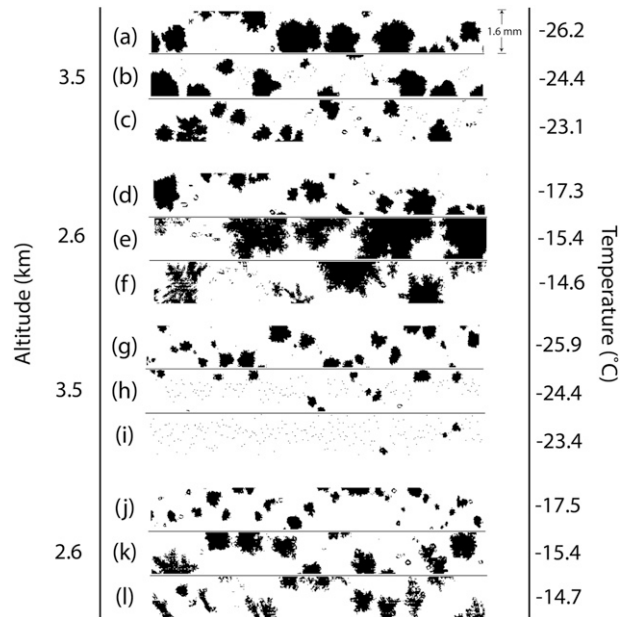 (a) 1.6 mm -26.2
3.5 (b) -24.4
(c) -23.1
(d) -17.3
2.6 (e) -15.4
(f) -14.6
Altitude (km)
Temperature (°C)
(g) -25.9
3.5 (h) -24.4
(i) -23.4
(j) -17.5
2.6 (k) -15.4
(l) -14.7